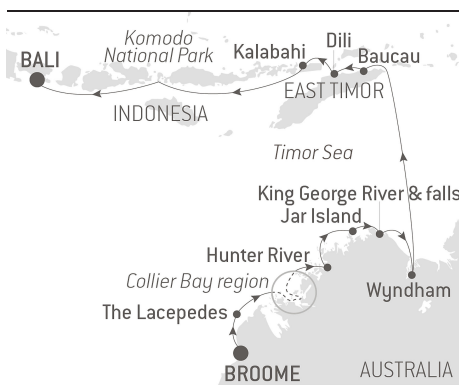 Komodo
National Park
BALI
Kalabahi
Dili
Baucau
EAST TIMOR
INDONESIA
Timor Sea
King George River & falls
Jar Island
Hunter River
Collier Bay region
Wyndham
The Lacepedes
BROOME
AUSTRALIA